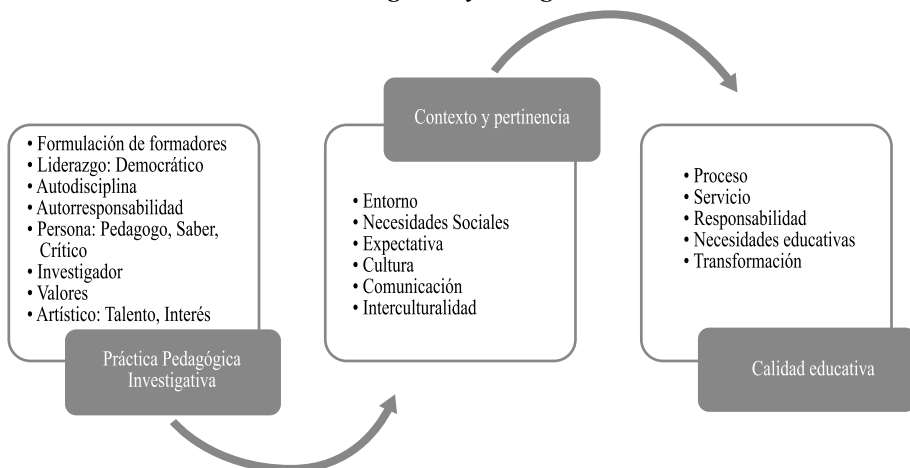 • Formulación de formadores
• Liderazgo: Democrático
• Autodisciplina
• Autorresponsabilidad
• Persona: Pedagogo, Saber,
Crítico
• Investigador
• Valores
• Artístico: Talento, Interés
Práctica Pedagógica
Investigativa
Contexto y pertinencia
• Entorno
• Necesidades Sociales
• Expectativa
• Cultura
• Comunicación
• Interculturalidad
• Proceso
• Servicio
• Responsabilidad
• Necesidades educativas
• Transformación
Calidad educativa